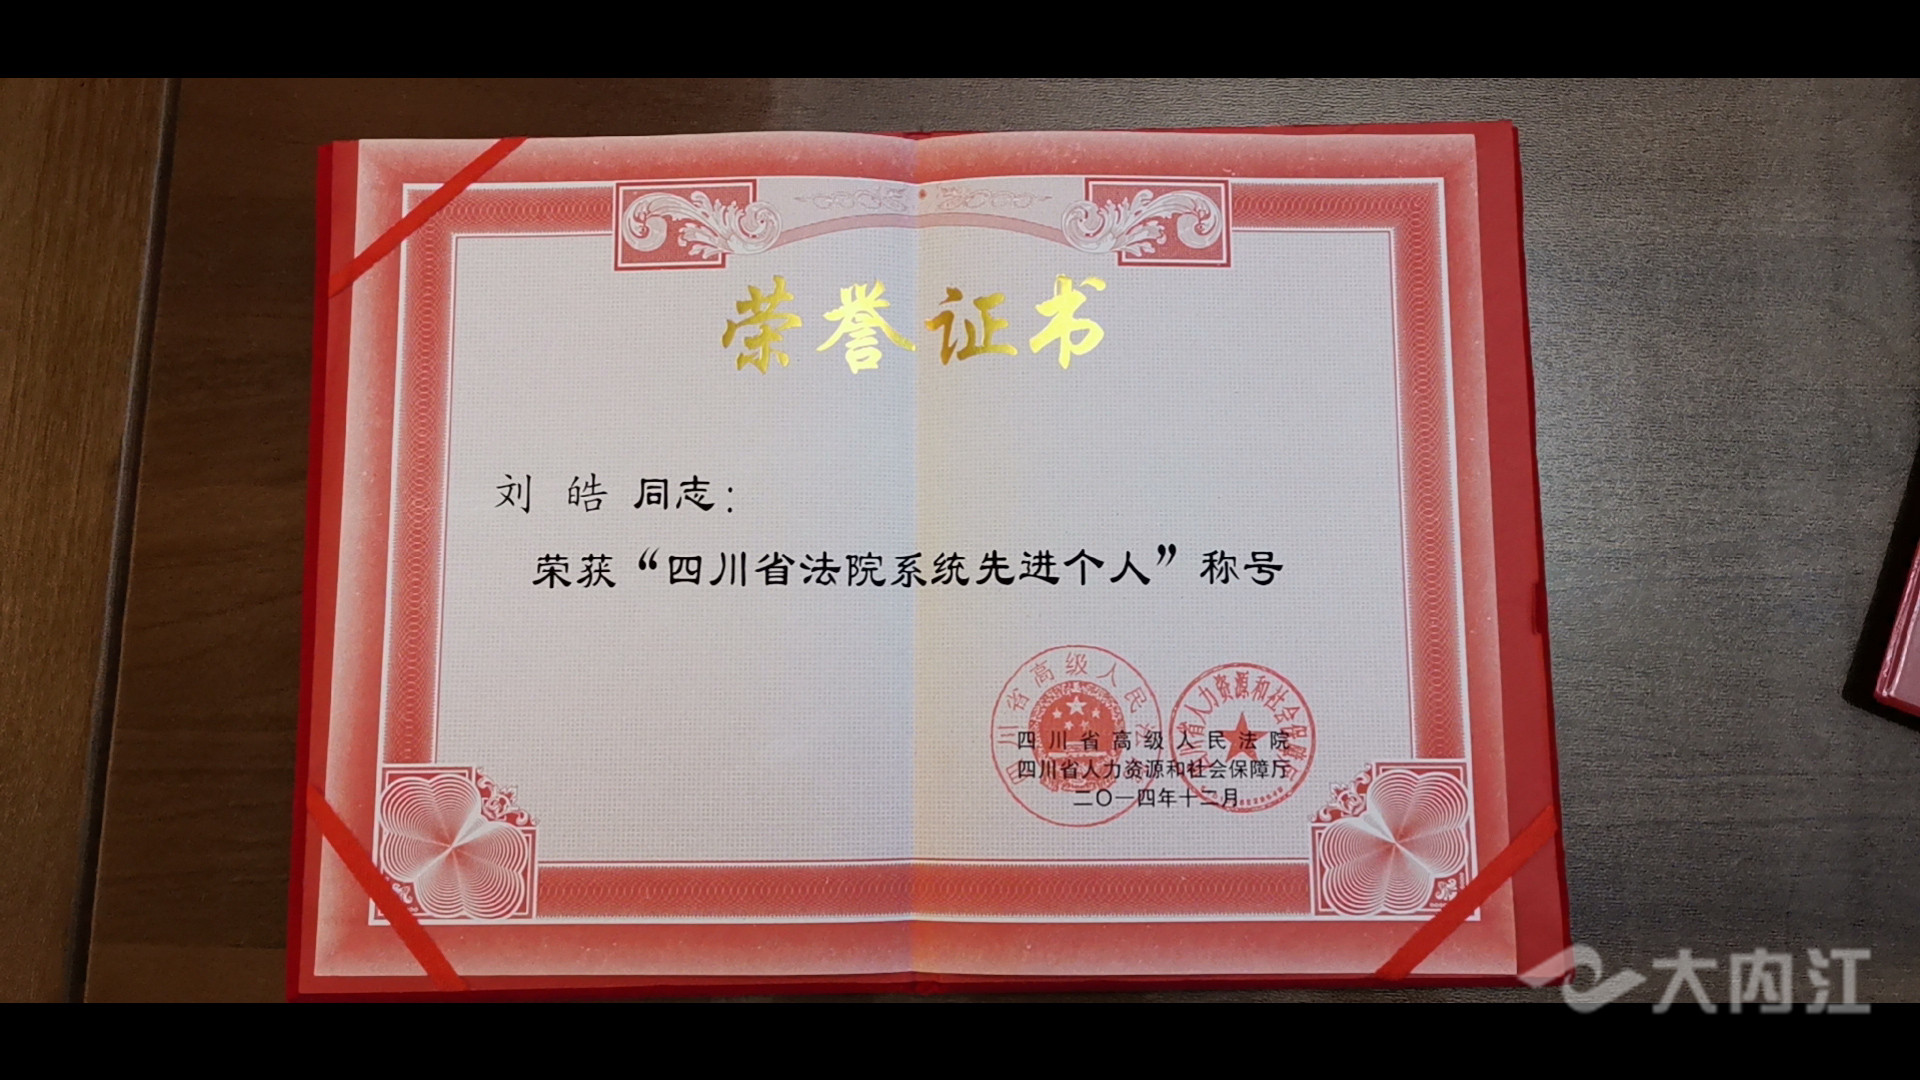 荣誉证书
刘 皓 同志：
荣获“四川省法院系统先进个人”称号
四川省高级人民法院
四川省人力资源和社会保障厅
二〇一四年十二月
大内江